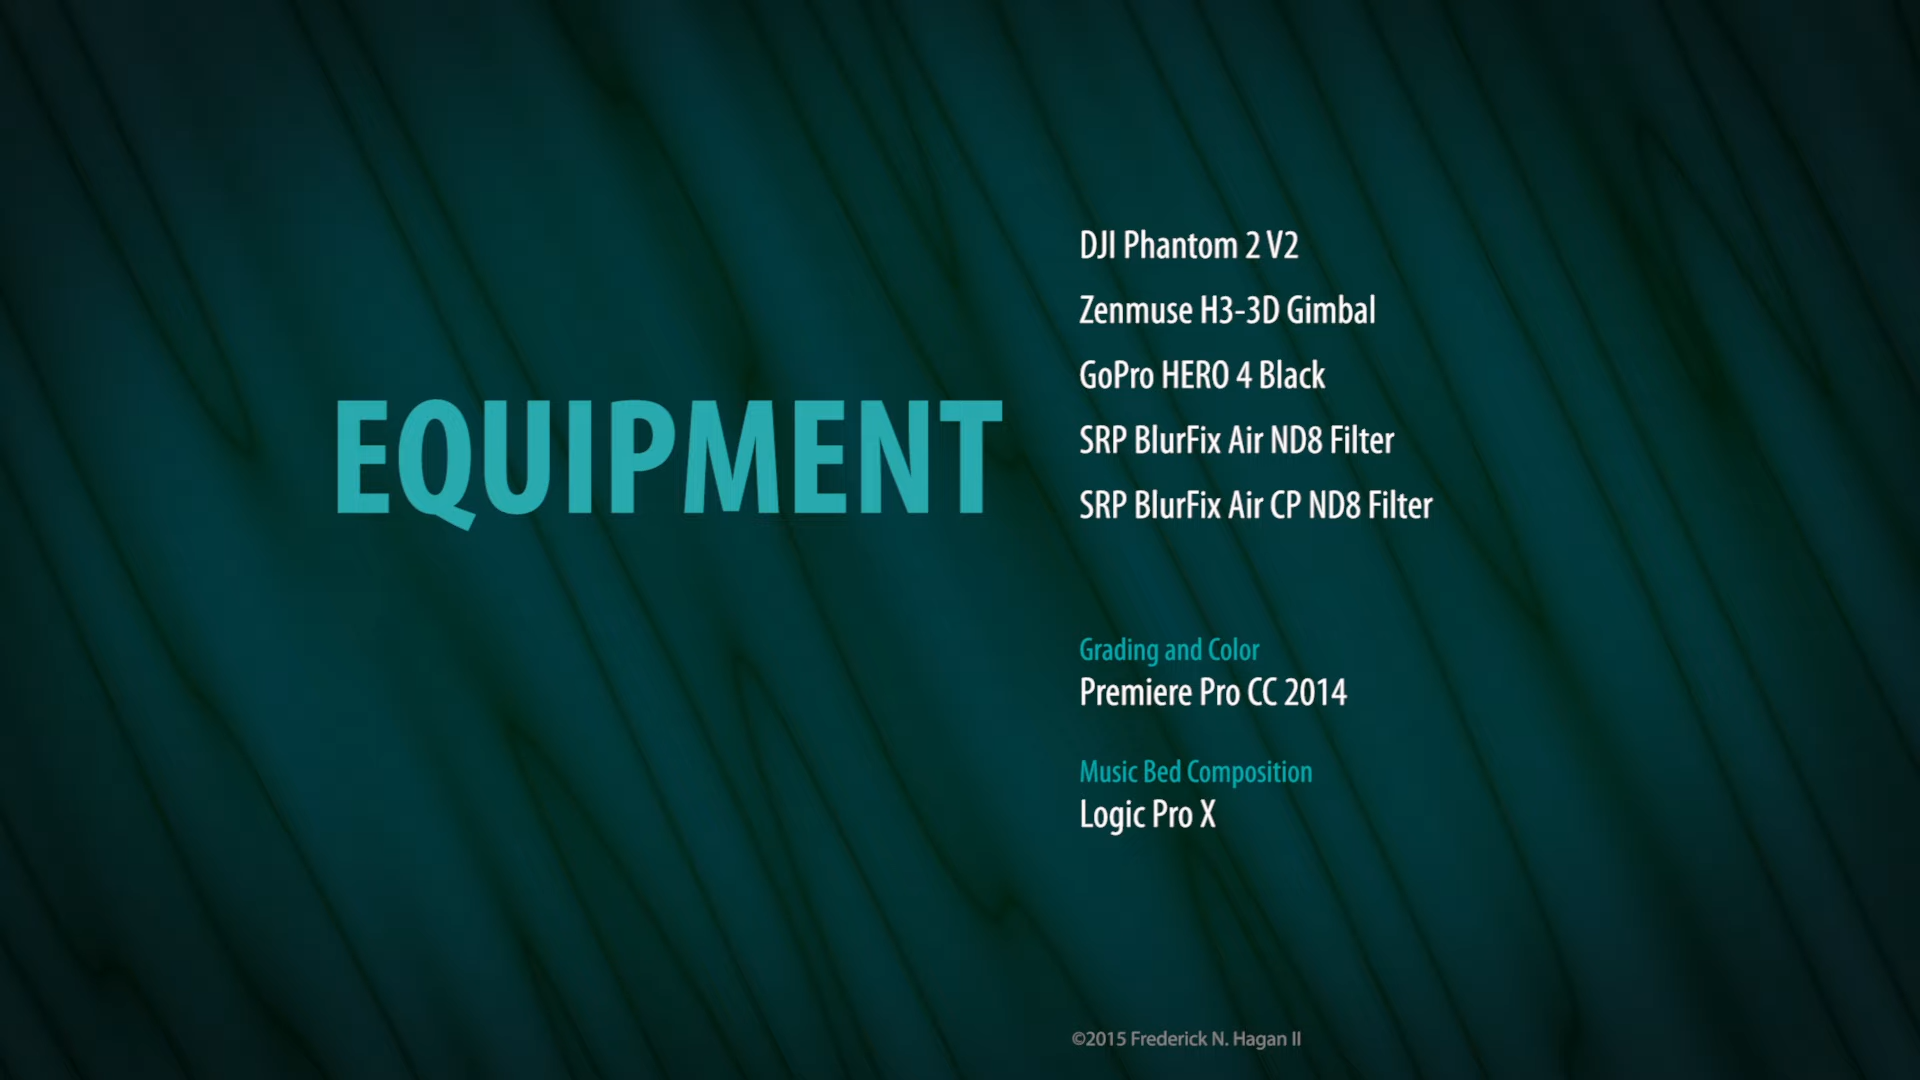 EQUIPMENT
DJI Phantom 2 V2
Zenmuse H3-3D Gimbal
GoPro HERO 4 Black
SRP BlurFix Air ND8 Filter
SRP BlurFix Air CP ND8 Filter
Grading and Color
Premiere Pro CC 2014
Music Bed Composition
Logic Pro X
©2015 Frederick N. Hagan II